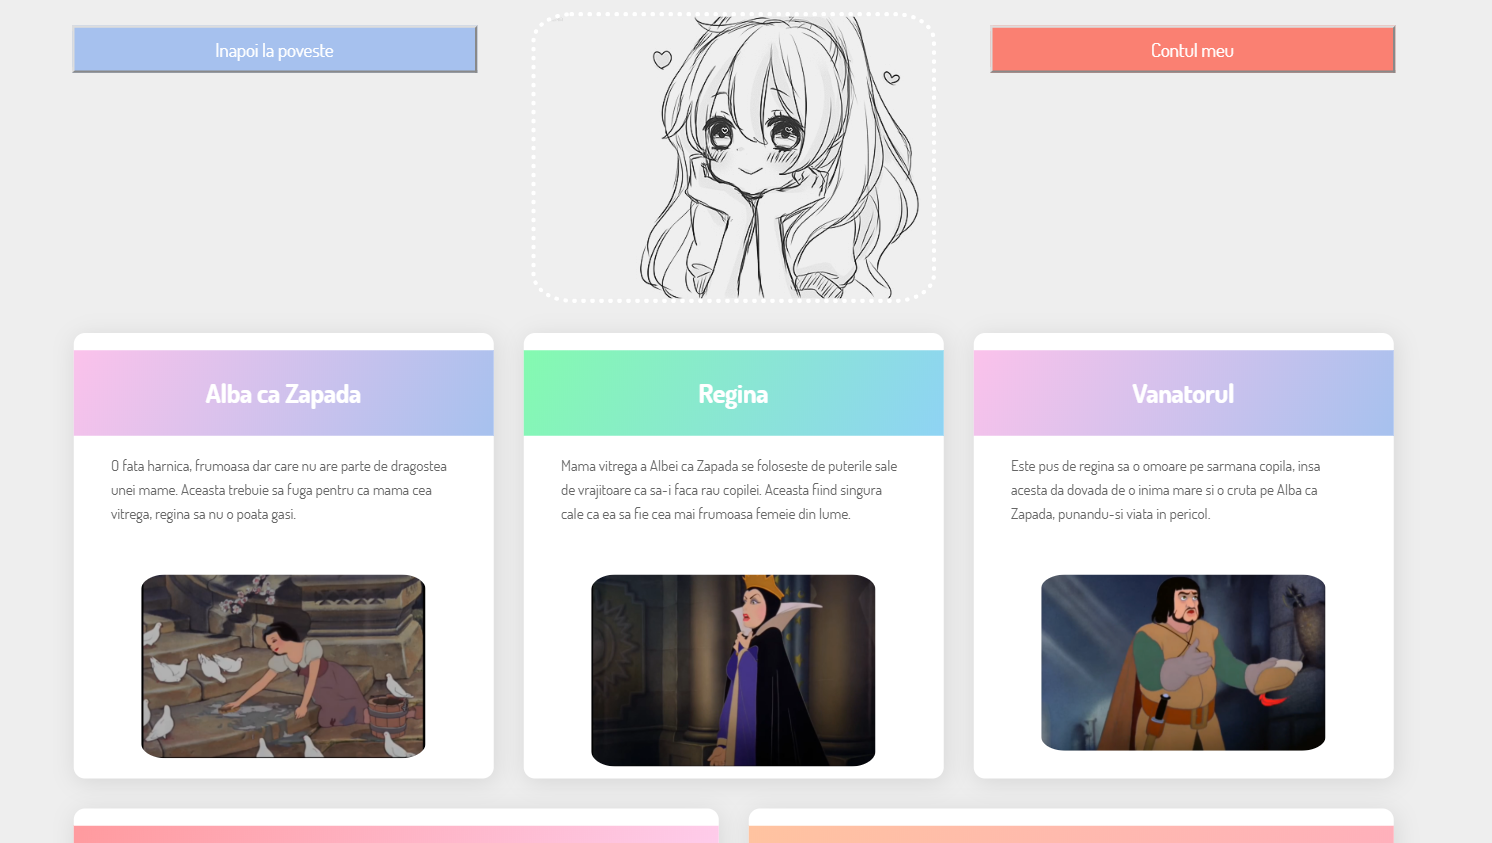 Inapoi la poveste
Contul meu
Alba ca Zapada
O fata harnica, frumoasa dar care nu are parte de dragostea
unei mame. Aceasta trebuie sa fuga pentru ca mama cea
vitrega, regina sa nu o poata gasi.
Regina
Mama vitrega a Albei ca Zapada se foloseste de puterile sale
de vrajitoare ca sa-i faca rau copilei. Aceasta fiind singura
cale ca ea sa fie cea mai frumoasa femeie din lume.
Vanatorul
Este pus de regina sa o omoare pe sarmana copila, insa
acesta da dovada de o inima mare si o cruta pe Alba ca
Zapada, punandu-si viata in pericol.